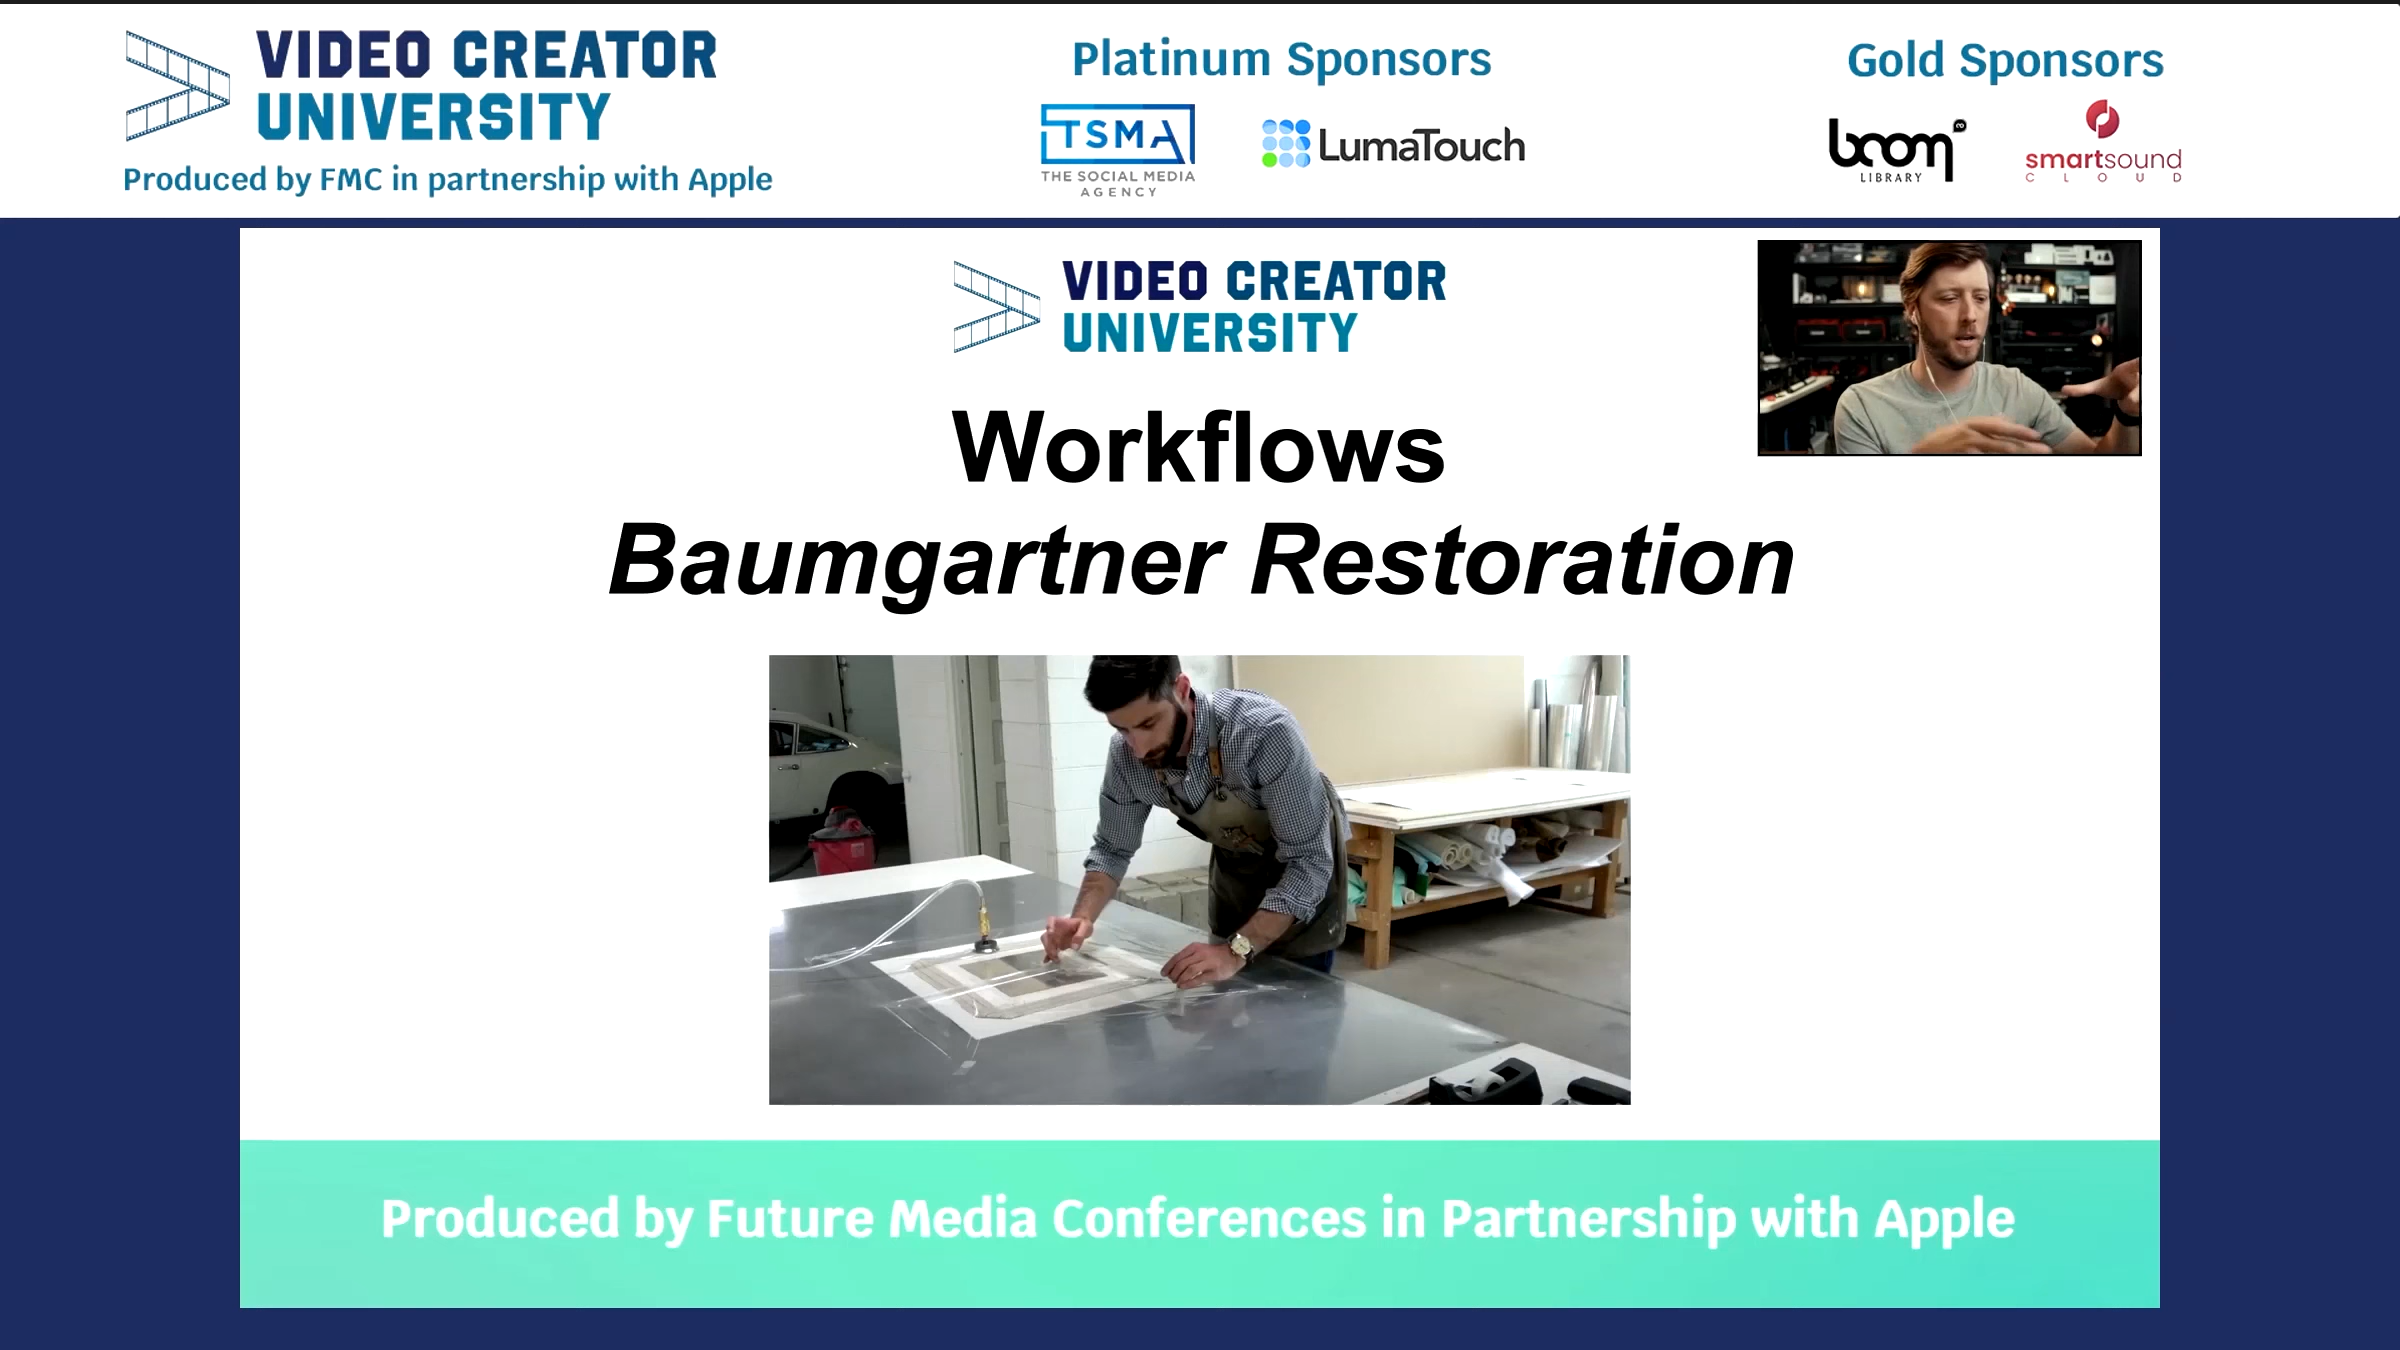 VIDEO CREATOR
UNIVERSITY
Produced by FMC in partnership with Apple
Platinum Sponsors
TSMA
THE SOCIAL MEDIA
AGENCY
LumaTouch
Gold Sponsors
boom
LIBRARY
smartsound
CLOUD
VIDEO CREATOR
UNIVERSITY
Workflows
Baumgartner Restoration
Produced by Future Media Conferences in Partnership with Apple